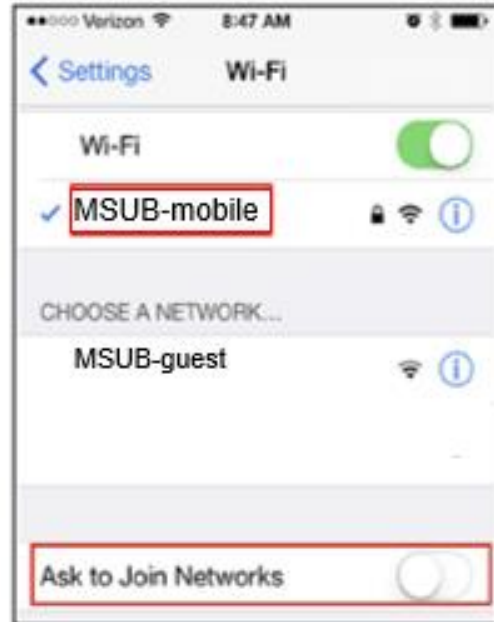 Verizon 8:47 AM
Settings Wi-Fi
Wi-Fi
MSUB-mobile
CHOOSE A NETWORK...
MSUB-guest
Ask to Join Networks